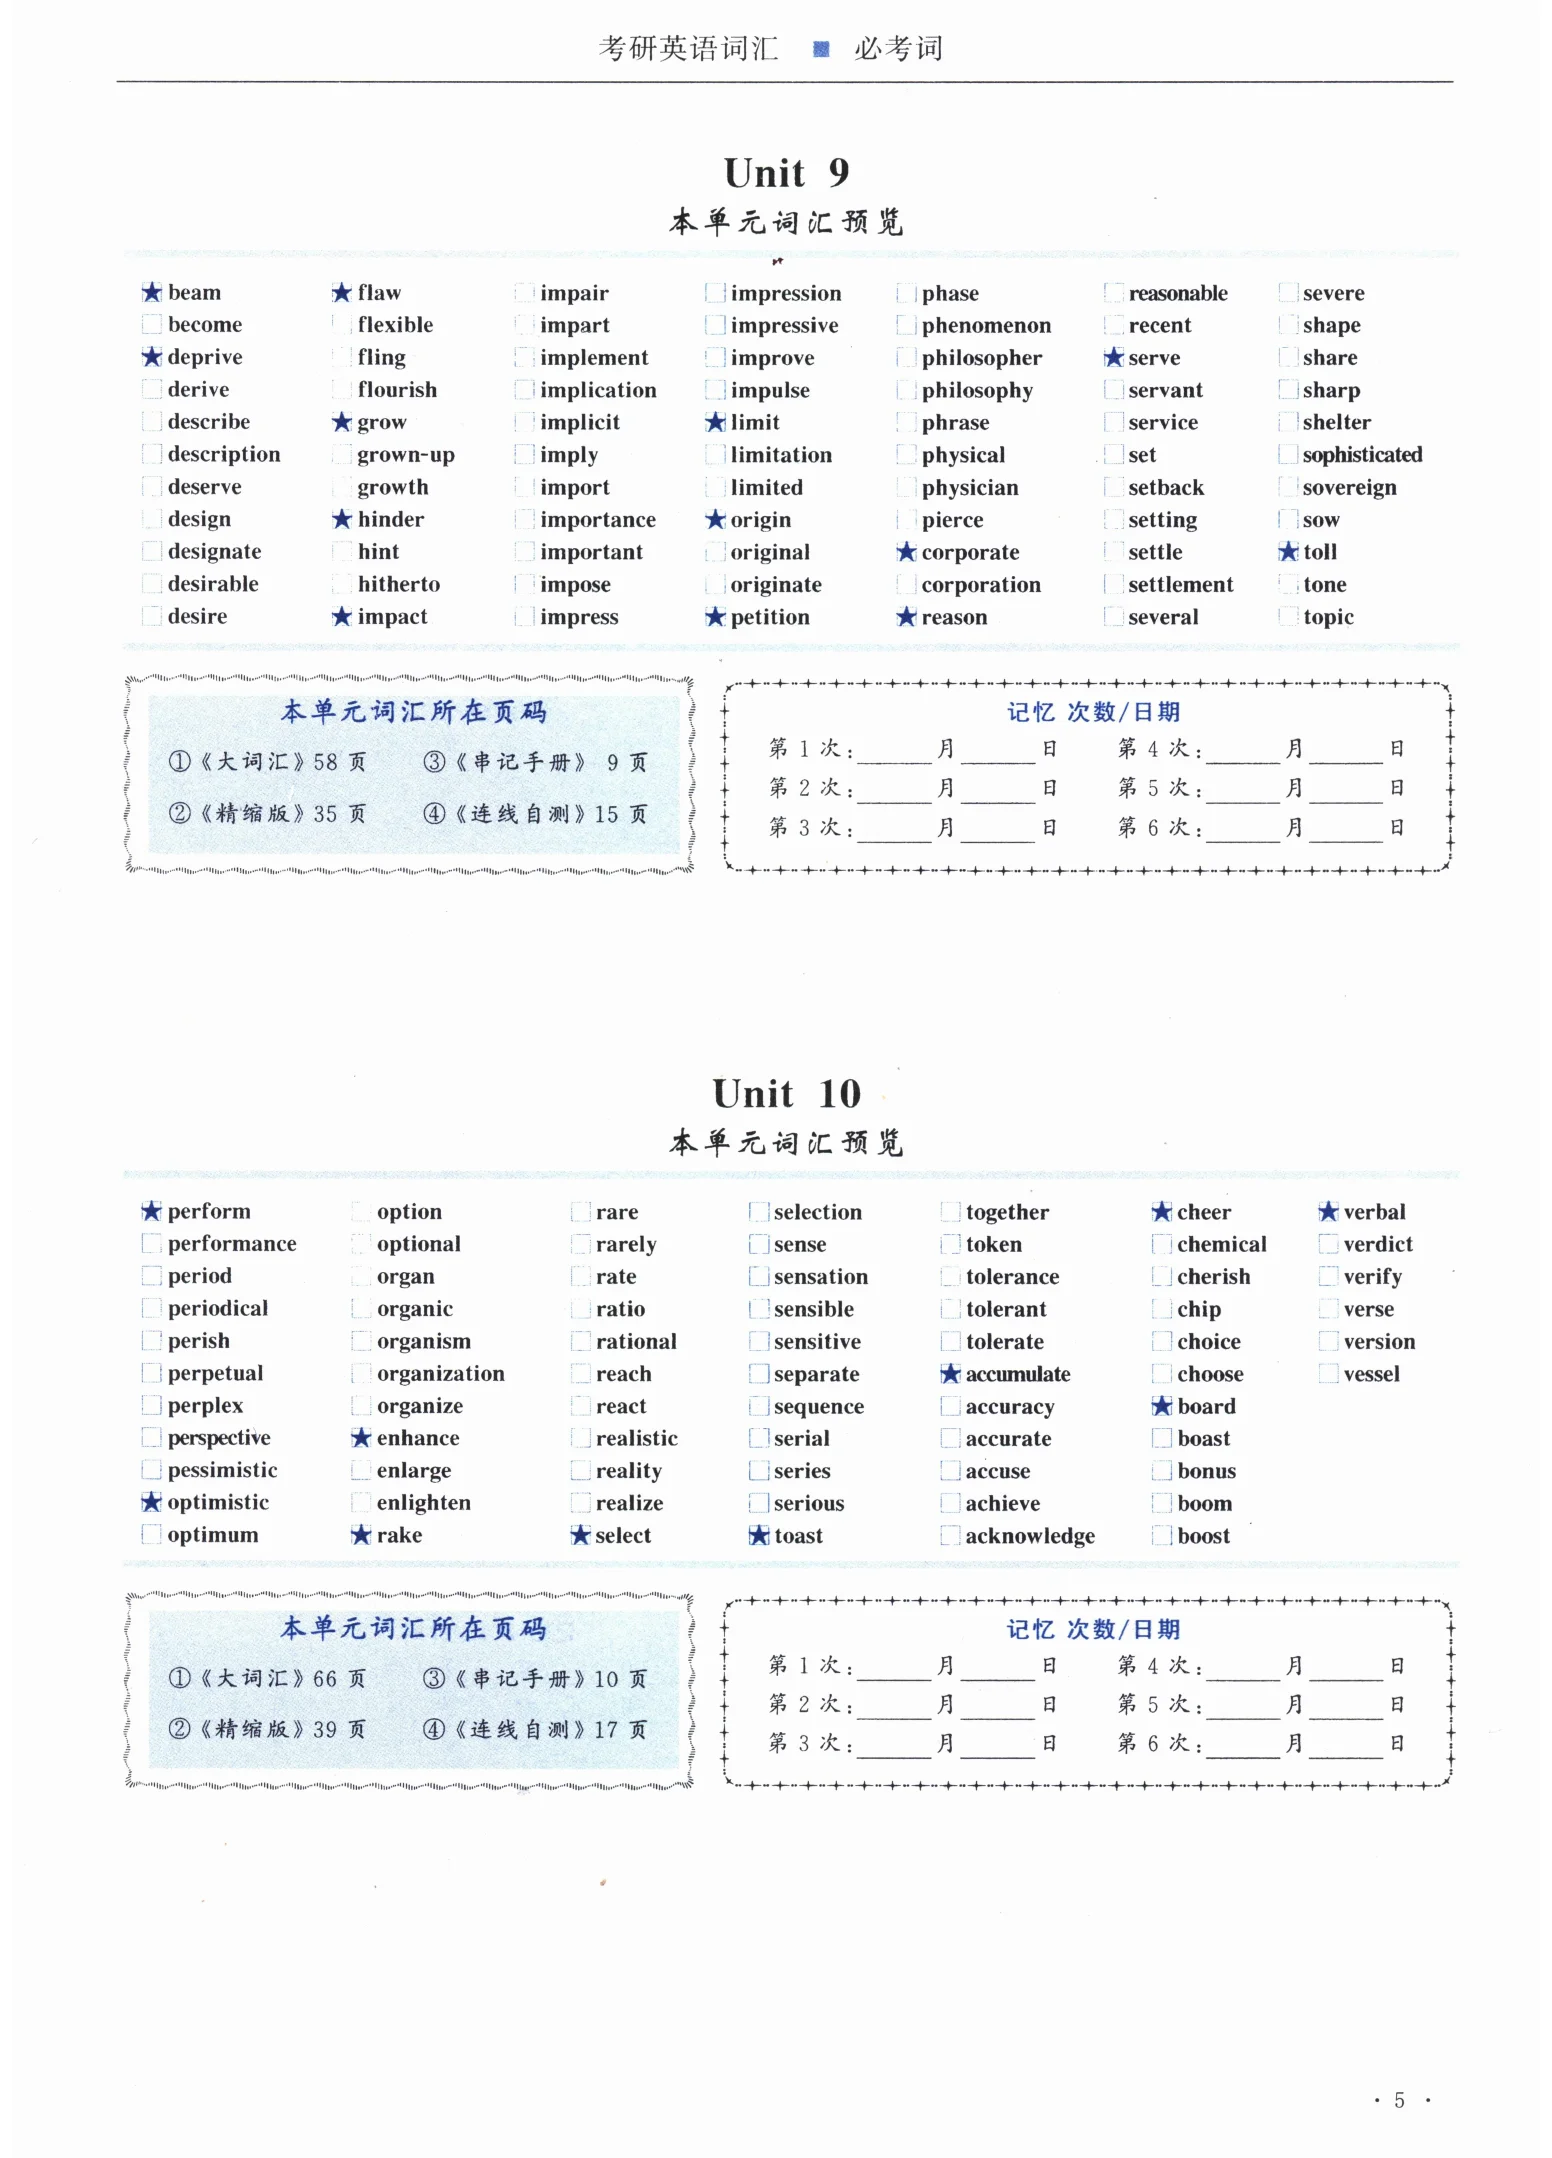 考研英语词汇 ■ 必考词
Unit 9
本单元词汇预览
★ beam ★ flaw □ impair □ impression □ phase □ reasonable □ severe
□ become □ flexible □ impart □ impressive □ phenomenon □ recent □ shape
★ deprive □ fling □ implement □ improve □ philosopher ★ serve □ share
□ derive □ flourish □ implication □ impulse □ philosophy □ servant □ sharp
□ describe ★ grow □ implicit ★ limit □ phrase □ service □ shelter
□ description □ grown-up □ imply □ limitation □ physical □ set □ sophisticated
□ deserve □ growth □ import □ limited □ physician □ setback □ sovereign
□ design ★ hinder □ importance ★ origin □ pierce □ setting □ sow
□ designate □ hint □ important □ original ★ corporate □ settle ★ toll
□ desirable □ hitherto □ impose □ originate □ corporation □ settlement □ tone
□ desire ★ impact □ impress ★ petition ★ reason □ several □ topic
本单元词汇所在页码
①《大词汇》58 页 ③《串记手册》 9 页
②《精缩版》35 页 ④《连线自测》15 页
记忆 次数/日期
第 1 次:______月______日 第 4 次:______月______日
第 2 次:______月______日 第 5 次:______月______日
第 3 次:______月______日 第 6 次:______月______日
Unit 10
本单元词汇预览
★ perform □ option □ rare □ selection □ together ★ cheer ★ verbal
□ performance □ optional □ rarely □ sense □ token □ chemical □ verdict
□ period □ organ □ rate □ sensation □ tolerance □ cherish □ verify
□ periodical □ organic □ ratio □ sensible □ tolerant □ chip □ verse
□ perish □ organism □ rational □ sensitive □ tolerate □ choice □ version
□ perpetual □ organization □ reach □ separate ★ accumulate □ choose □ vessel
□ perplex □ organize □ react □ sequence □ accuracy ★ board
□ perspective ★ enhance □ realistic □ serial □ accurate □ boast
□ pessimistic □ enlarge □ reality □ series □ accuse □ bonus
★ optimistic □ enlighten □ realize □ serious □ achieve □ boom
□ optimum ★ rake ★ select ★ toast □ acknowledge □ boost
本单元词汇所在页码
①《大词汇》66 页 ③《串记手册》10 页
②《精缩版》39 页 ④《连线自测》17 页
记忆 次数/日期
第 1 次:______月______日 第 4 次:______月______日
第 2 次:______月______日 第 5 次:______月______日
第 3 次:______月______日 第 6 次:______月______日
· 5 ·